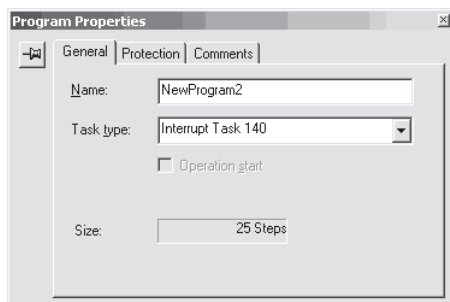 Program Properties
General Protection Comments
Name: NewProgram2
Task type: Interrupt Task 140
Operation start
Size: 25 Steps